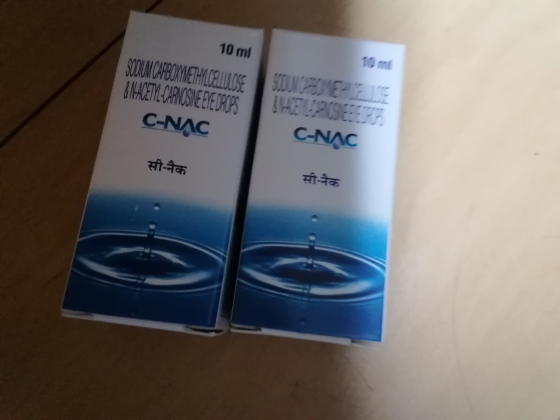 10 ml
SODIUM CARBOXYMETHYLCELLULOSE
& N-ACETYL-CARNOSINE EYE DROPS
C-NAC
सी-नैक
10 ml
SODIUM CARBOXYMETHYLCELLULOSE
& N-ACETYL-CARNOSINE EYE DROPS
C-NAC
सी-नैक